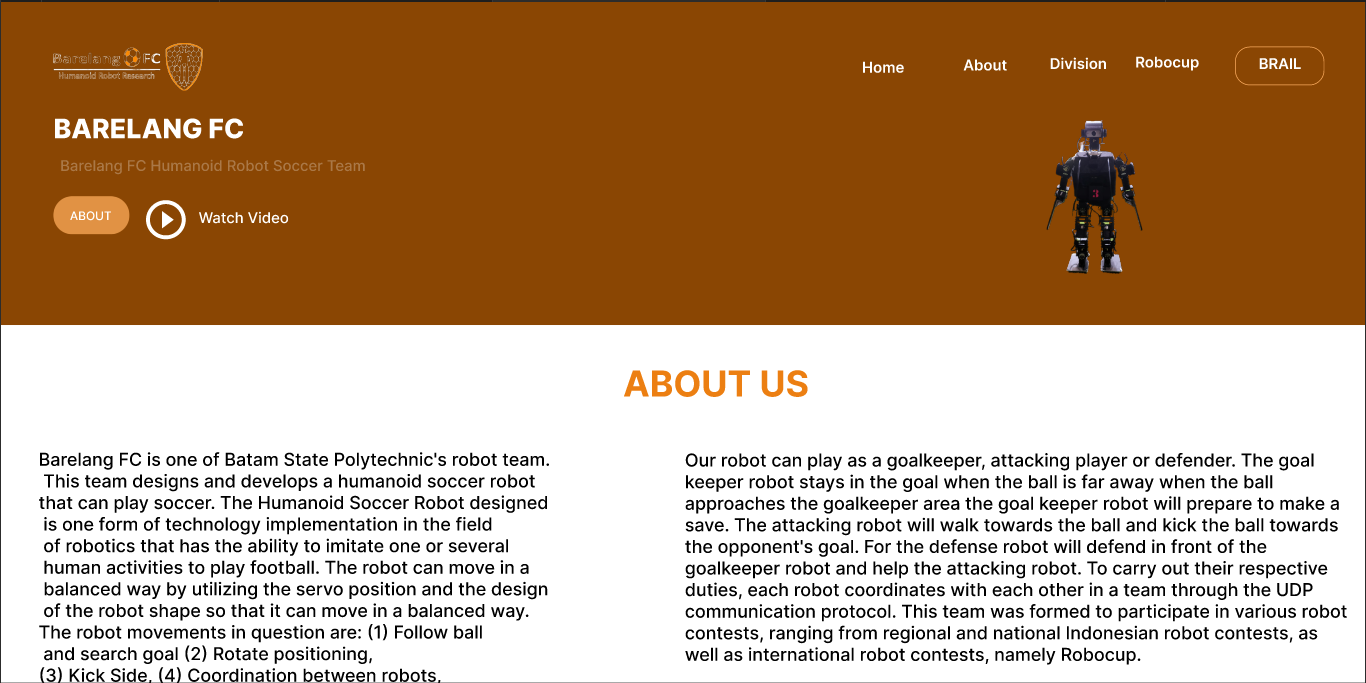 Barelang FC
Humanoid Robot Research
Home
About
Division
Robocup
BRAIL
BARELANG FC
Barelang FC Humanoid Robot Soccer Team
ABOUT
Watch Video
ABOUT US
Barelang FC is one of Batam State Polytechnic's robot team.
This team designs and develops a humanoid soccer robot
that can play soccer. The Humanoid Soccer Robot designed
is one form of technology implementation in the field
of robotics that has the ability to imitate one or several
human activities to play football. The robot can move in a
balanced way by utilizing the servo position and the design
of the robot shape so that it can move in a balanced way.
The robot movements in question are: (1) Follow ball
and search goal (2) Rotate positioning,
(3) Kick Side, (4) Coordination between robots,
Our robot can play as a goalkeeper, attacking player or defender. The goal
keeper robot stays in the goal when the ball is far away when the ball
approaches the goalkeeper area the goal keeper robot will prepare to make a
save. The attacking robot will walk towards the ball and kick the ball towards
the opponent's goal. For the defense robot will defend in front of the
goalkeeper robot and help the attacking robot. To carry out their respective
duties, each robot coordinates with each other in a team through the UDP
communication protocol. This team was formed to participate in various robot
contests, ranging from regional and national Indonesian robot contests, as
well as international robot contests, namely Robocup.